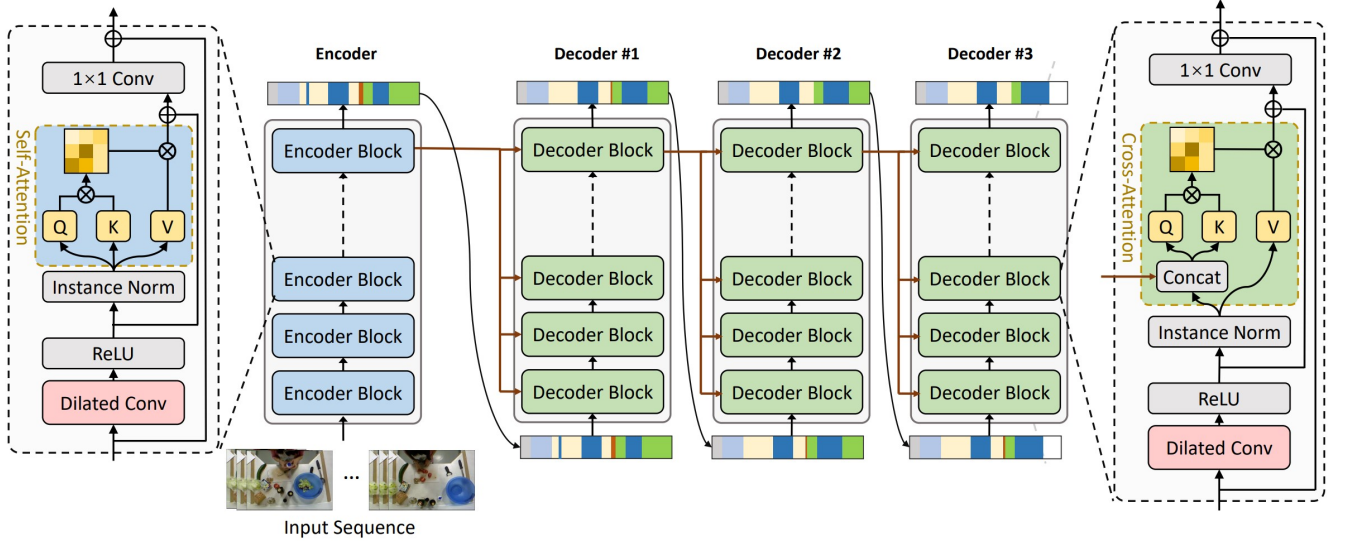 Encoder
Decoder #1
Decoder #2
Decoder #3
1×1 Conv
Self-Attention
Q
K
V
Instance Norm
ReLU
Dilated Conv
Encoder Block
Encoder Block
Encoder Block
Encoder Block
...
Input Sequence
Decoder Block
Decoder Block
Decoder Block
Decoder Block
Decoder Block
Decoder Block
Decoder Block
Decoder Block
Decoder Block
Decoder Block
Decoder Block
Decoder Block
1×1 Conv
Cross-Attention
Q
K
V
Concat
Instance Norm
ReLU
Dilated Conv